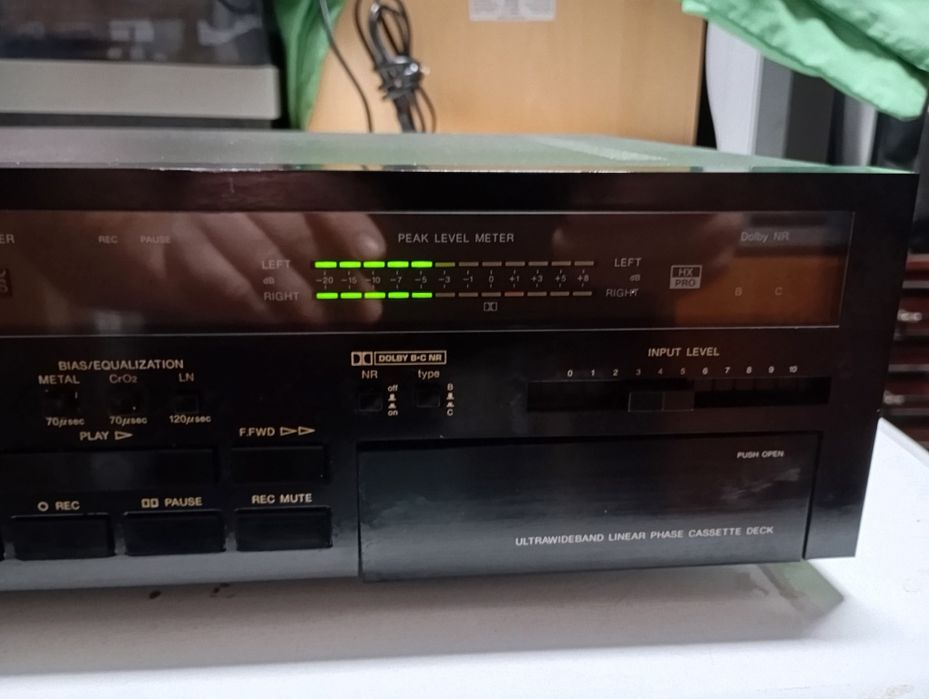 ER
REC PAUSE
PEAK LEVEL METER
Dolby NR
LEFT
LEFT
dB
-20 -15 -10 -7 -5 -3 -1 0 +1 +3 +5 +8
dB
HX
PRO
RIGHT
RIGHT
B C
BIAS/EQUALIZATION
METAL CrO₂ LN
70μsec 70μsec 120μsec
DOLBY B-C NR
NR type
off
on
B
C
INPUT LEVEL
0 1 2 3 4 5 6 7 8 9 10
PLAY
F.FWD
REC
PAUSE
REC MUTE
PUSH OPEN
ULTRAWIDEBAND LINEAR PHASE CASSETTE DECK